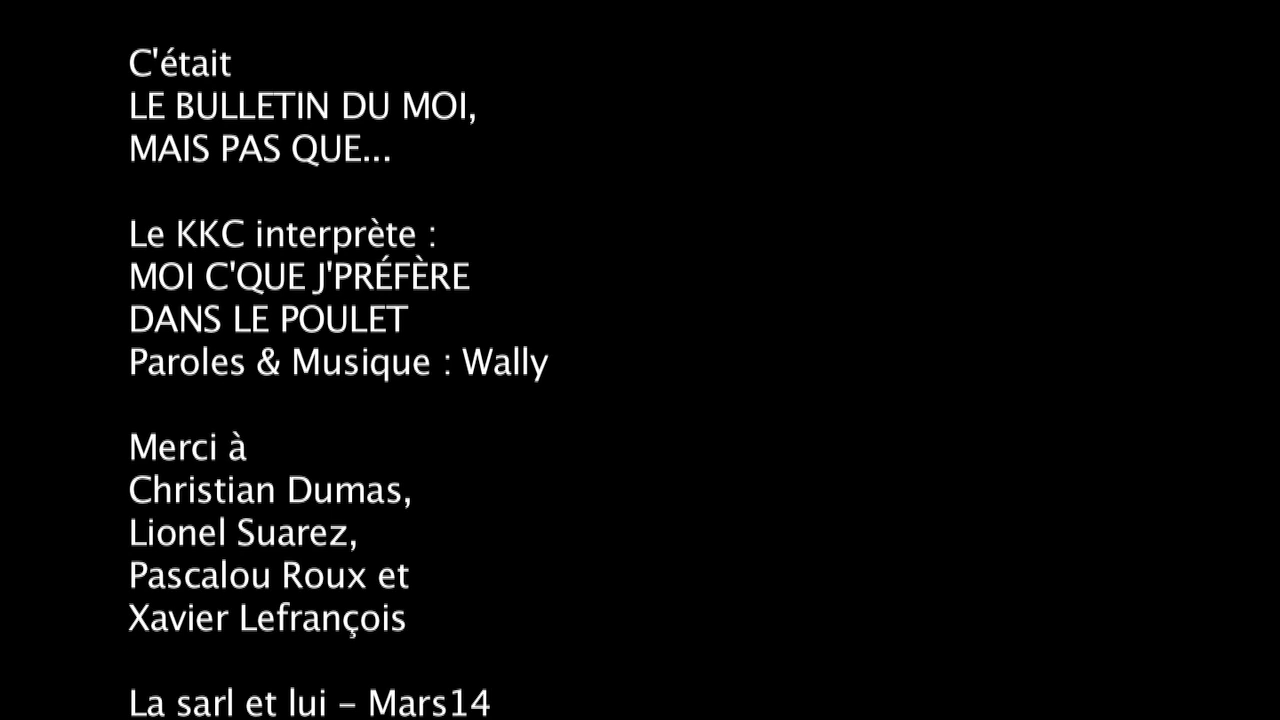 C'était
LE BULLETIN DU MOI,
MAIS PAS QUE...
Le KKC interprète :
MOI C'QUE J'PRÉFÈRE
DANS LE POULET
Paroles & Musique : Wally
Merci à
Christian Dumas,
Lionel Suarez,
Pascalou Roux et
Xavier Lefrançois
La sarl et lui – Mars14